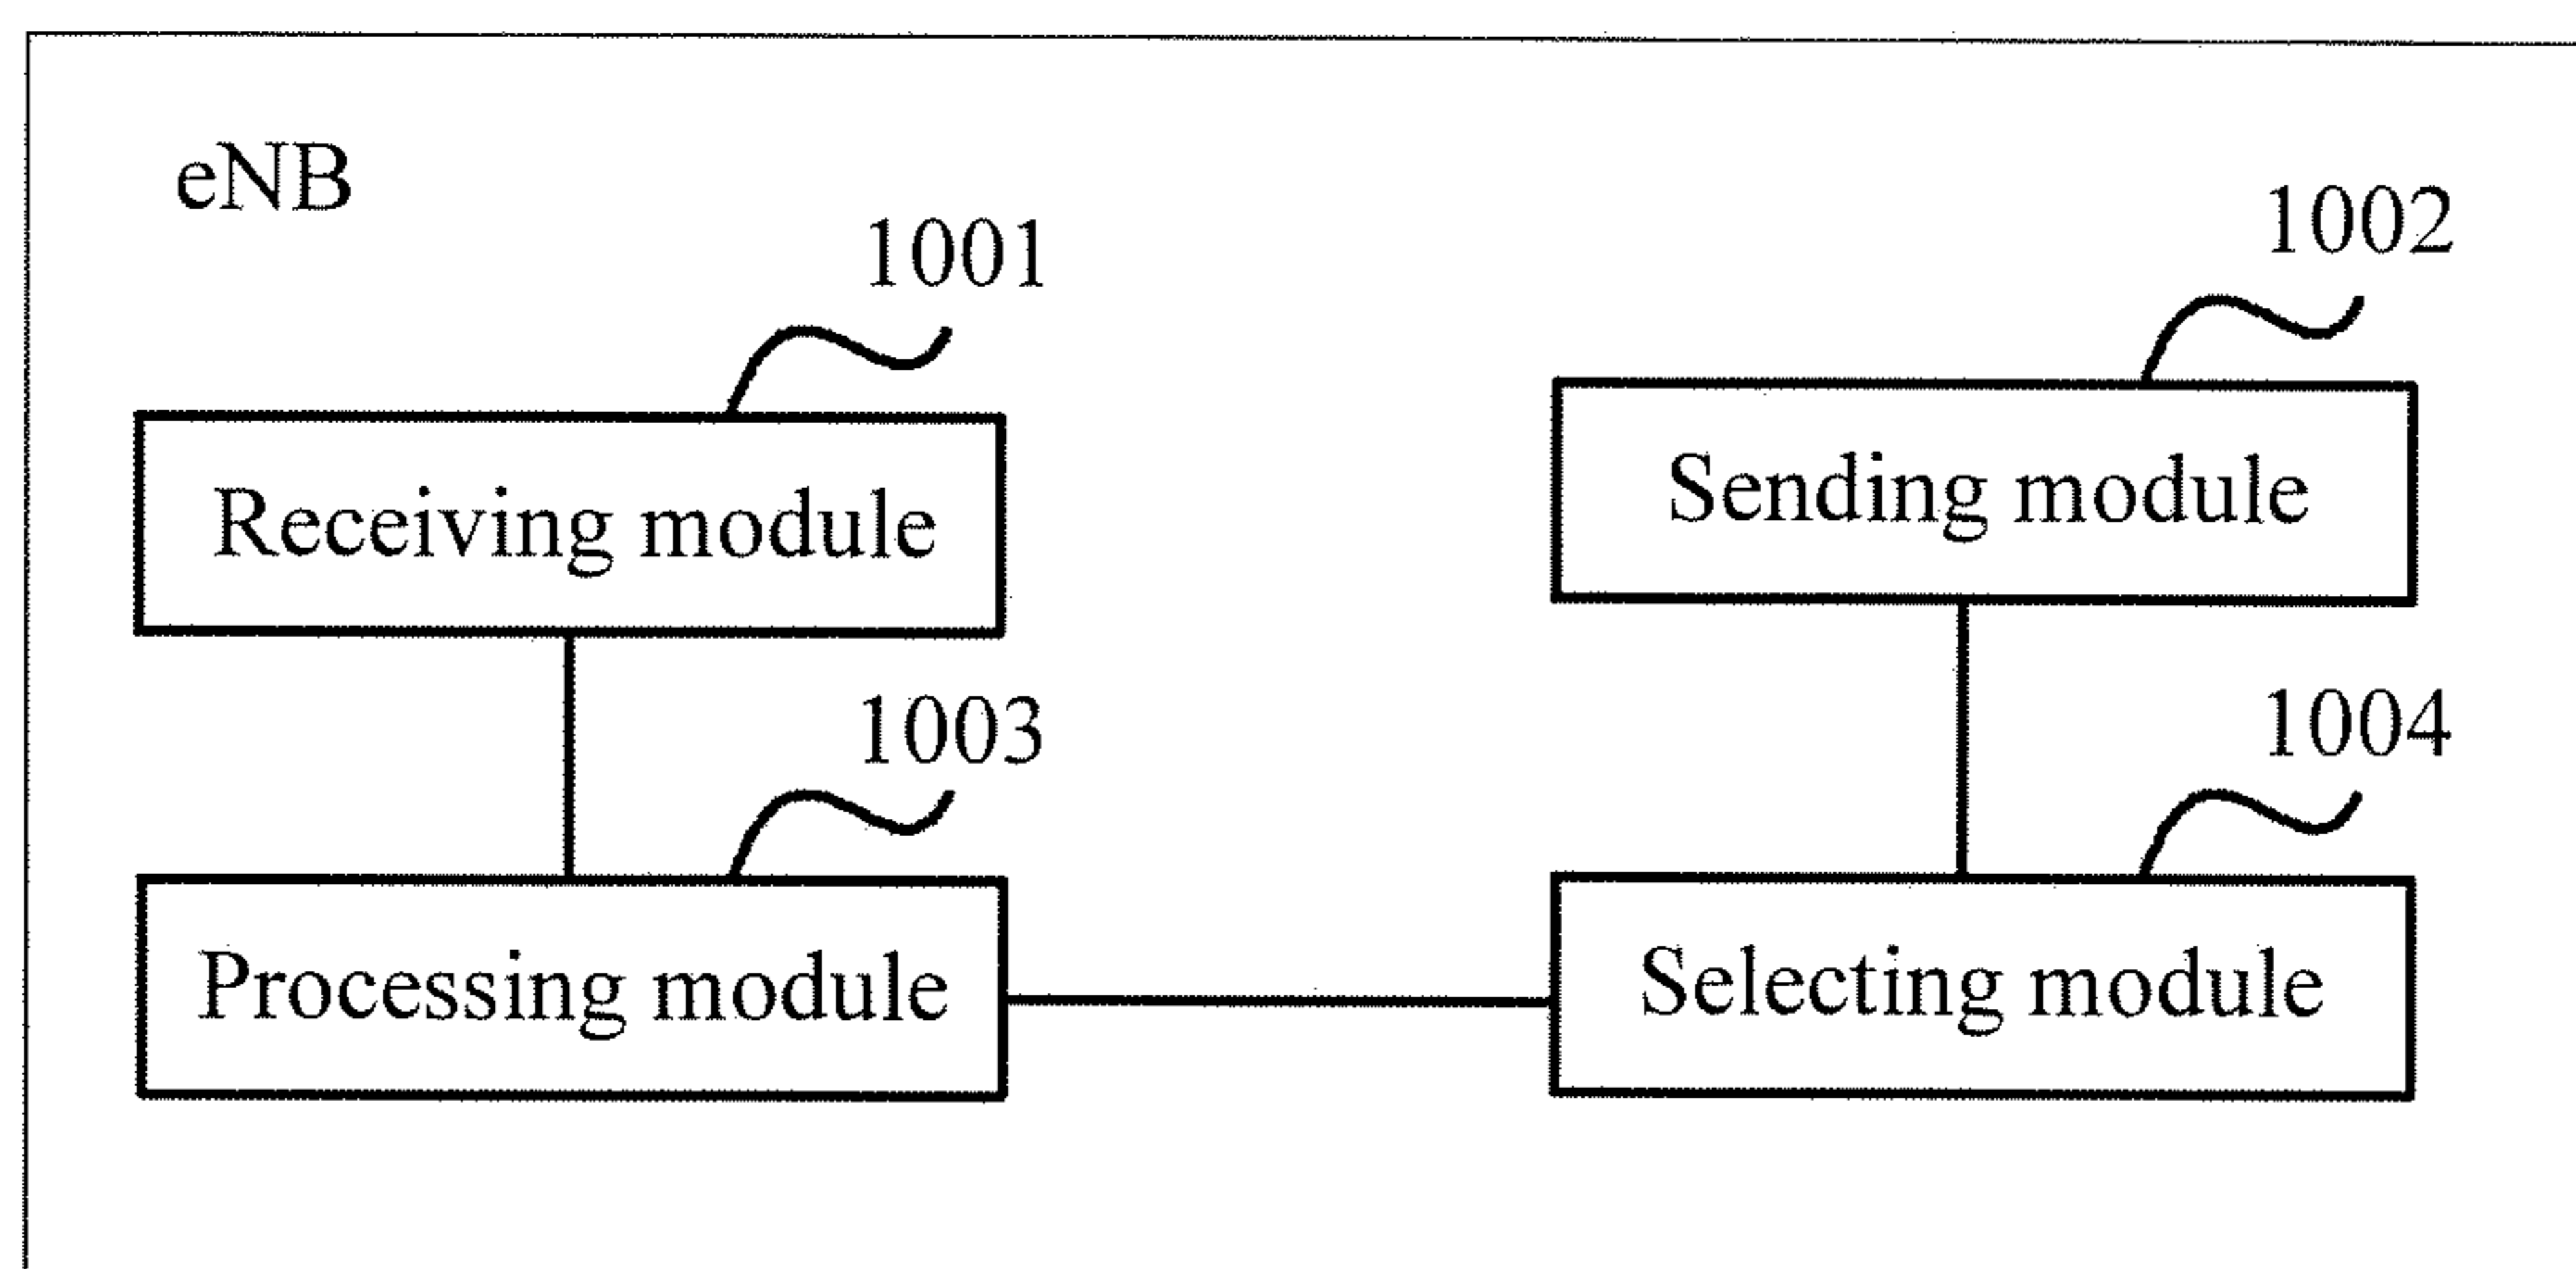 eNB
1001
1002
Receiving module
Sending module
1003
1004
Processing module
Selecting module